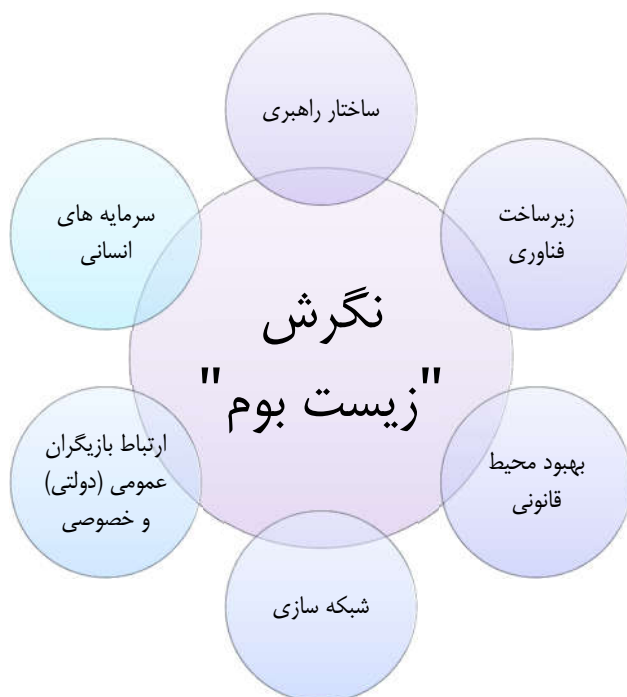 ساختار راهبری
زیرساخت
فناوری
بهبود محیط
قانونی
شبکه سازی
ارتباط بازیگران
عمومی (دولتی)
و خصوصی
سرمایه های
انسانی
نگرش
"زیست بوم"